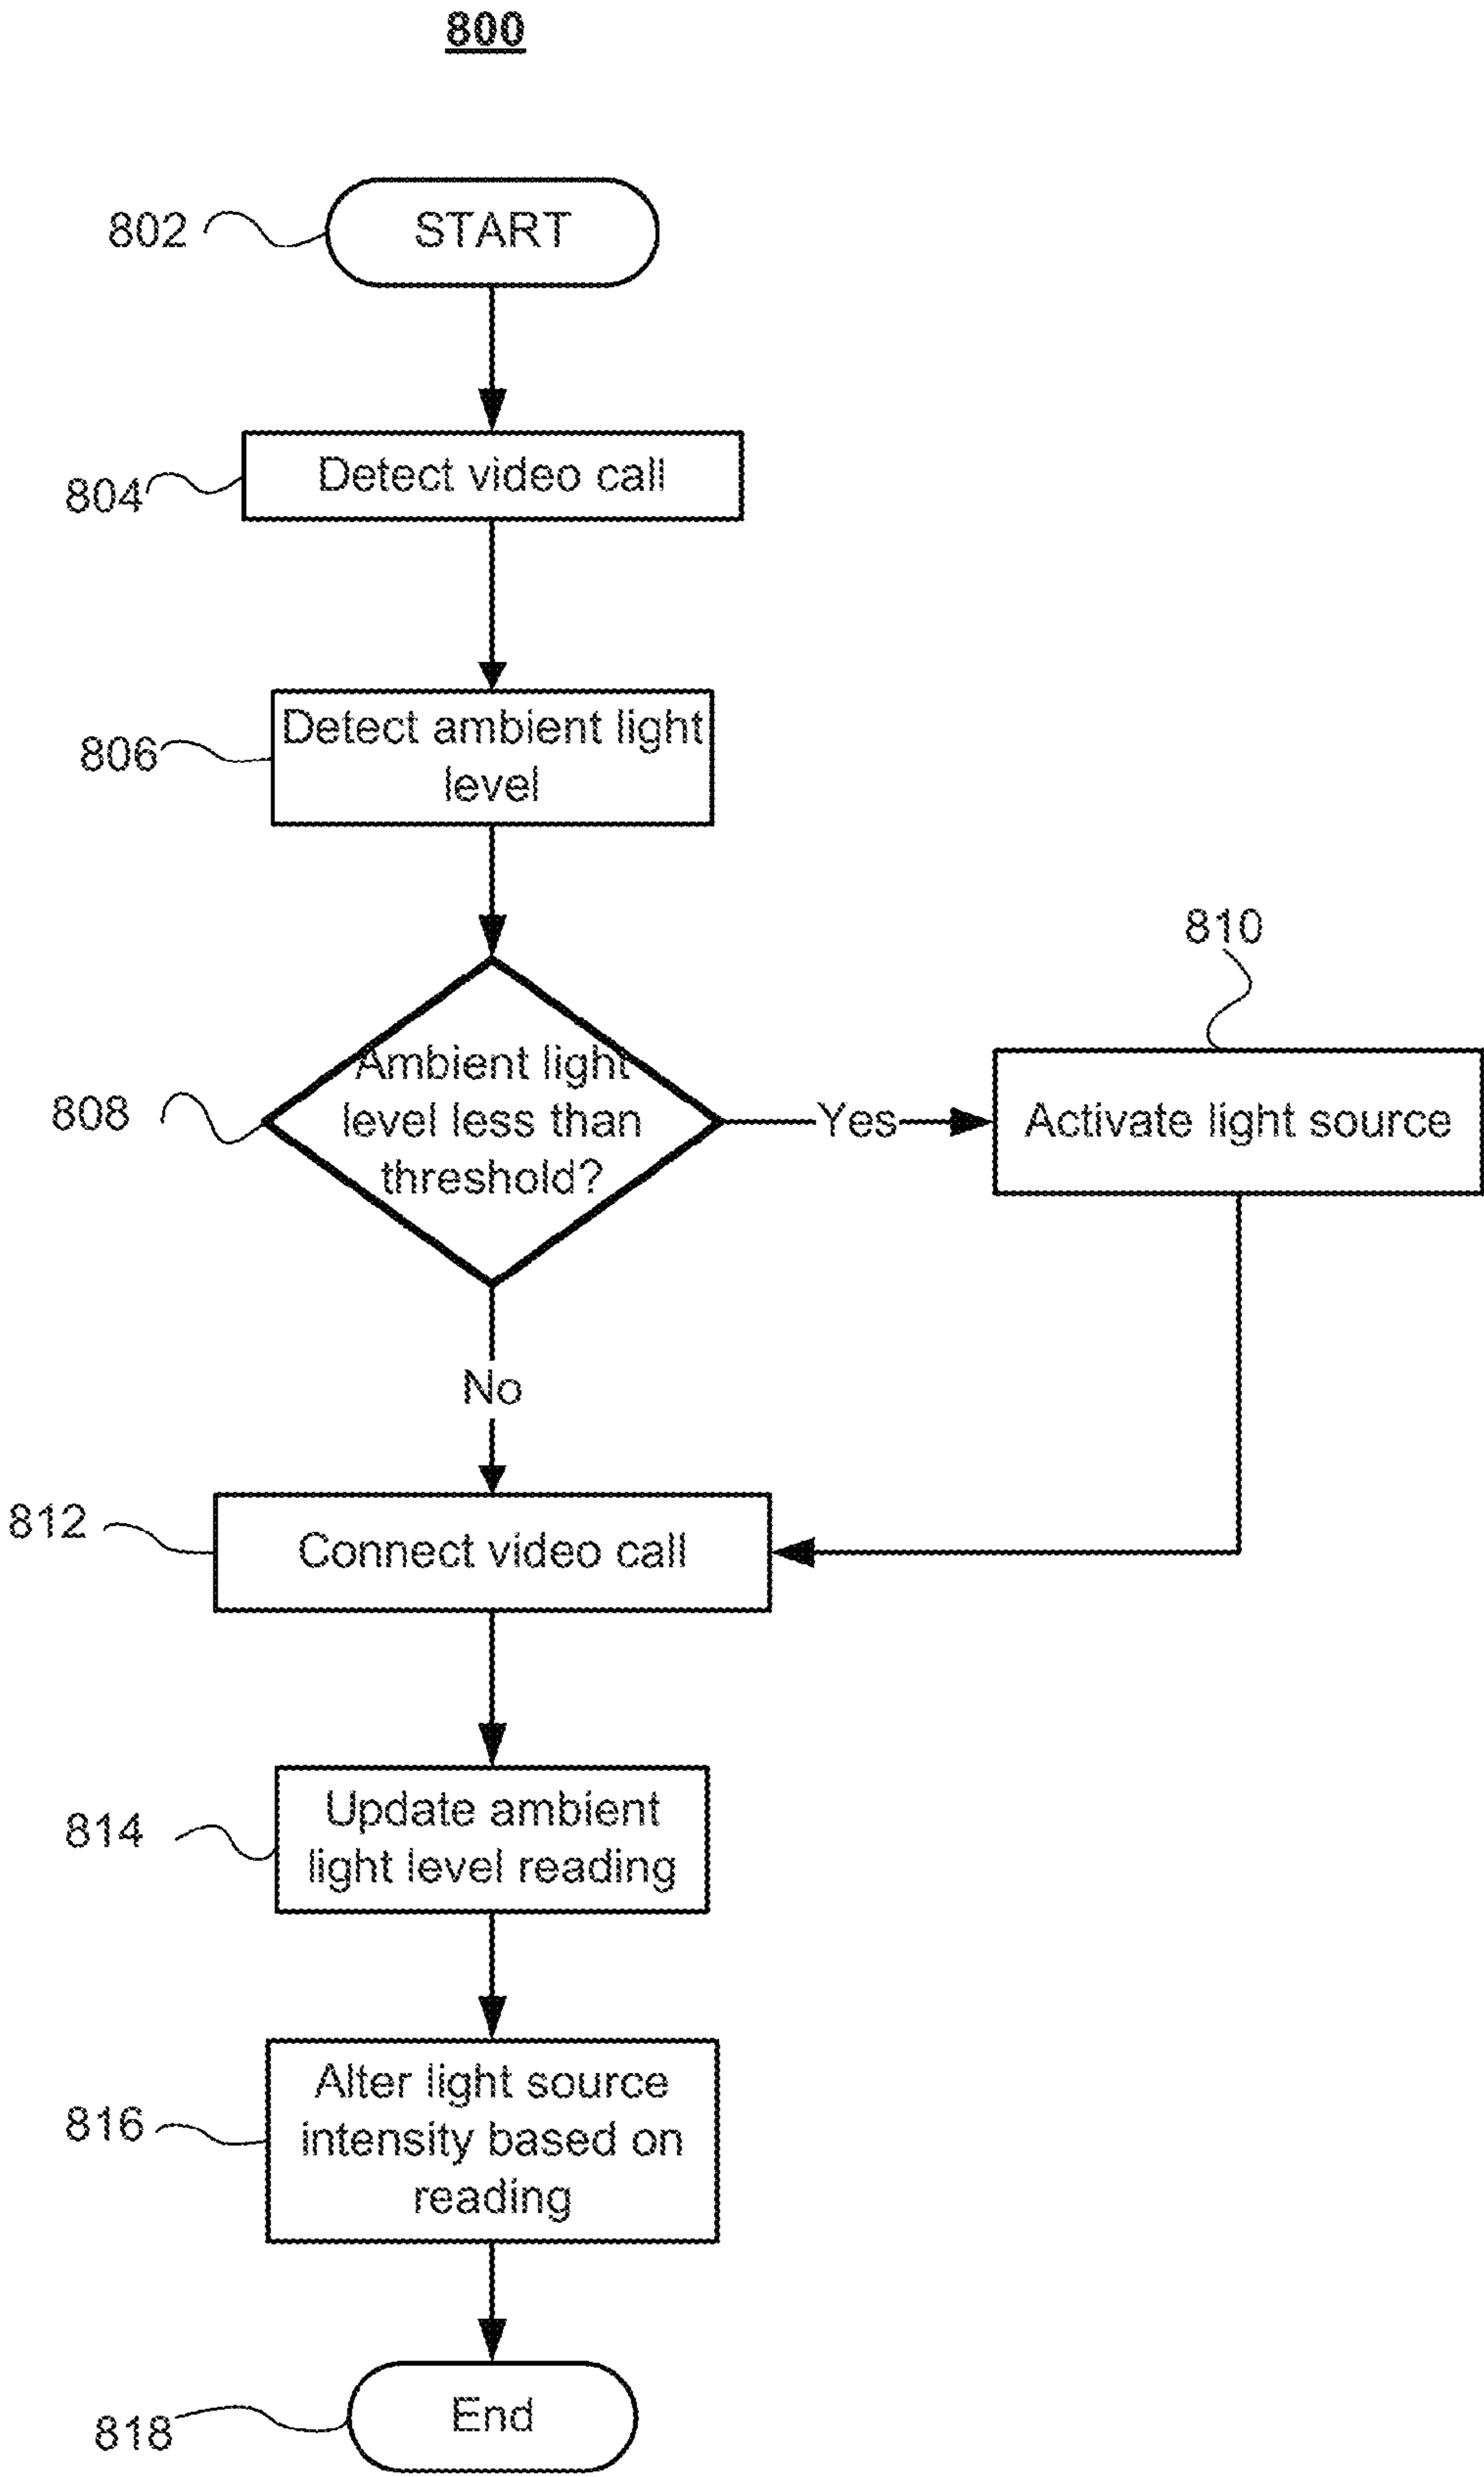 800
802
START
804
Detect video call
806
Detect ambient light
level
810
808
Ambient light
level less than
threshold?
Yes
Activate light source
No
812
Connect video call
814
Update ambient
light level reading
816
Alter light source
intensity based on
reading
818
End